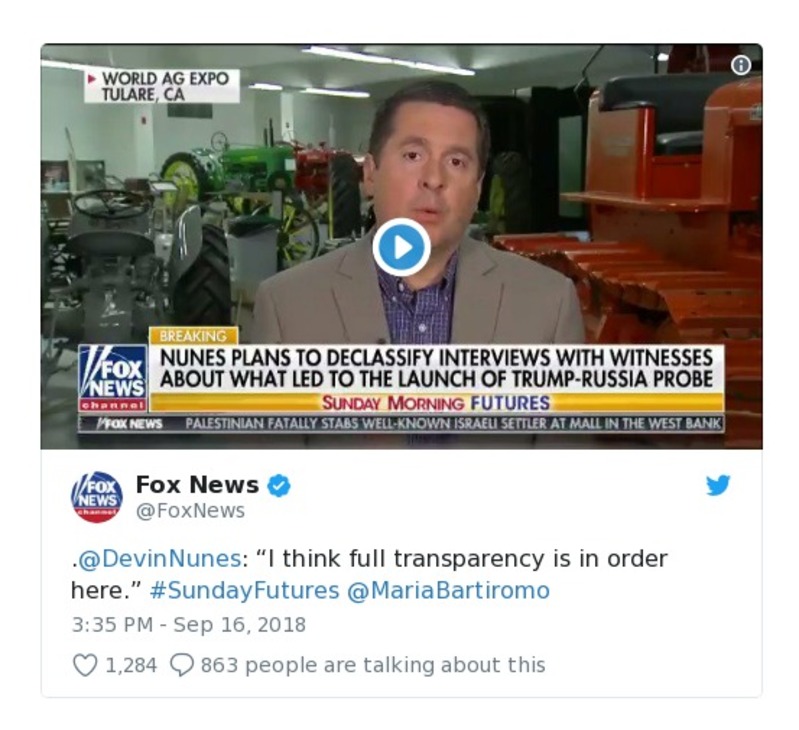 WORLD AG EXPO
TULARE, CA
BREAKING
NUNES PLANS TO DECLASSIFY INTERVIEWS WITH WITNESSES
ABOUT WHAT LED TO THE LAUNCH OF TRUMP-RUSSIA PROBE
FOX
NEWS
channel
SUNDAY MORNING FUTURES
FOX NEWS PALESTINIAN FATALLY STABS WELL-KNOWN ISRAELI SETTLER AT MALL IN THE WEST BANK
FOX
NEWS
channel
Fox News
@FoxNews
.@DevinNunes: “I think full transparency is in order
here.” #SundayFutures @MariaBartiromo
3:35 PM - Sep 16, 2018
1,284 863 people are talking about this